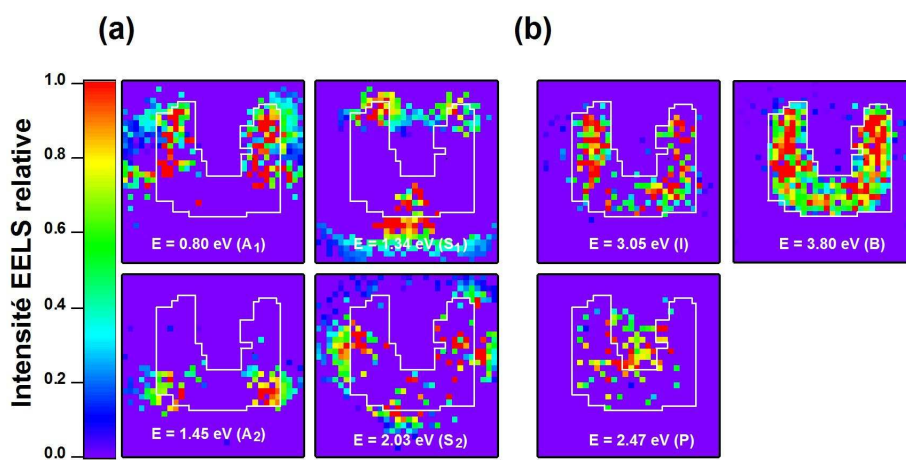 (a)
(b)
Intensité EELS relative
1.0
0.8
0.6
0.4
0.2
0.0
E = 0.80 eV (A₁)
E = 1.34 eV (S₁)
E = 3.05 eV (I)
E = 3.80 eV (B)
E = 1.45 eV (A₂)
E = 2.03 eV (S₂)
E = 2.47 eV (P)